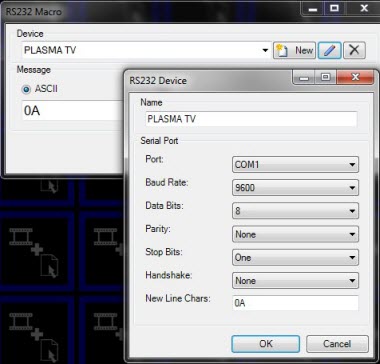 RS232 Macro
Device
PLASMA TV
New
Message
ASCII
0A
RS232 Device
Name
PLASMA TV
Serial Port
Port: COM1
Baud Rate: 9600
Data Bits: 8
Parity: None
Stop Bits: One
Handshake: None
New Line Chars: 0A
OK Cancel